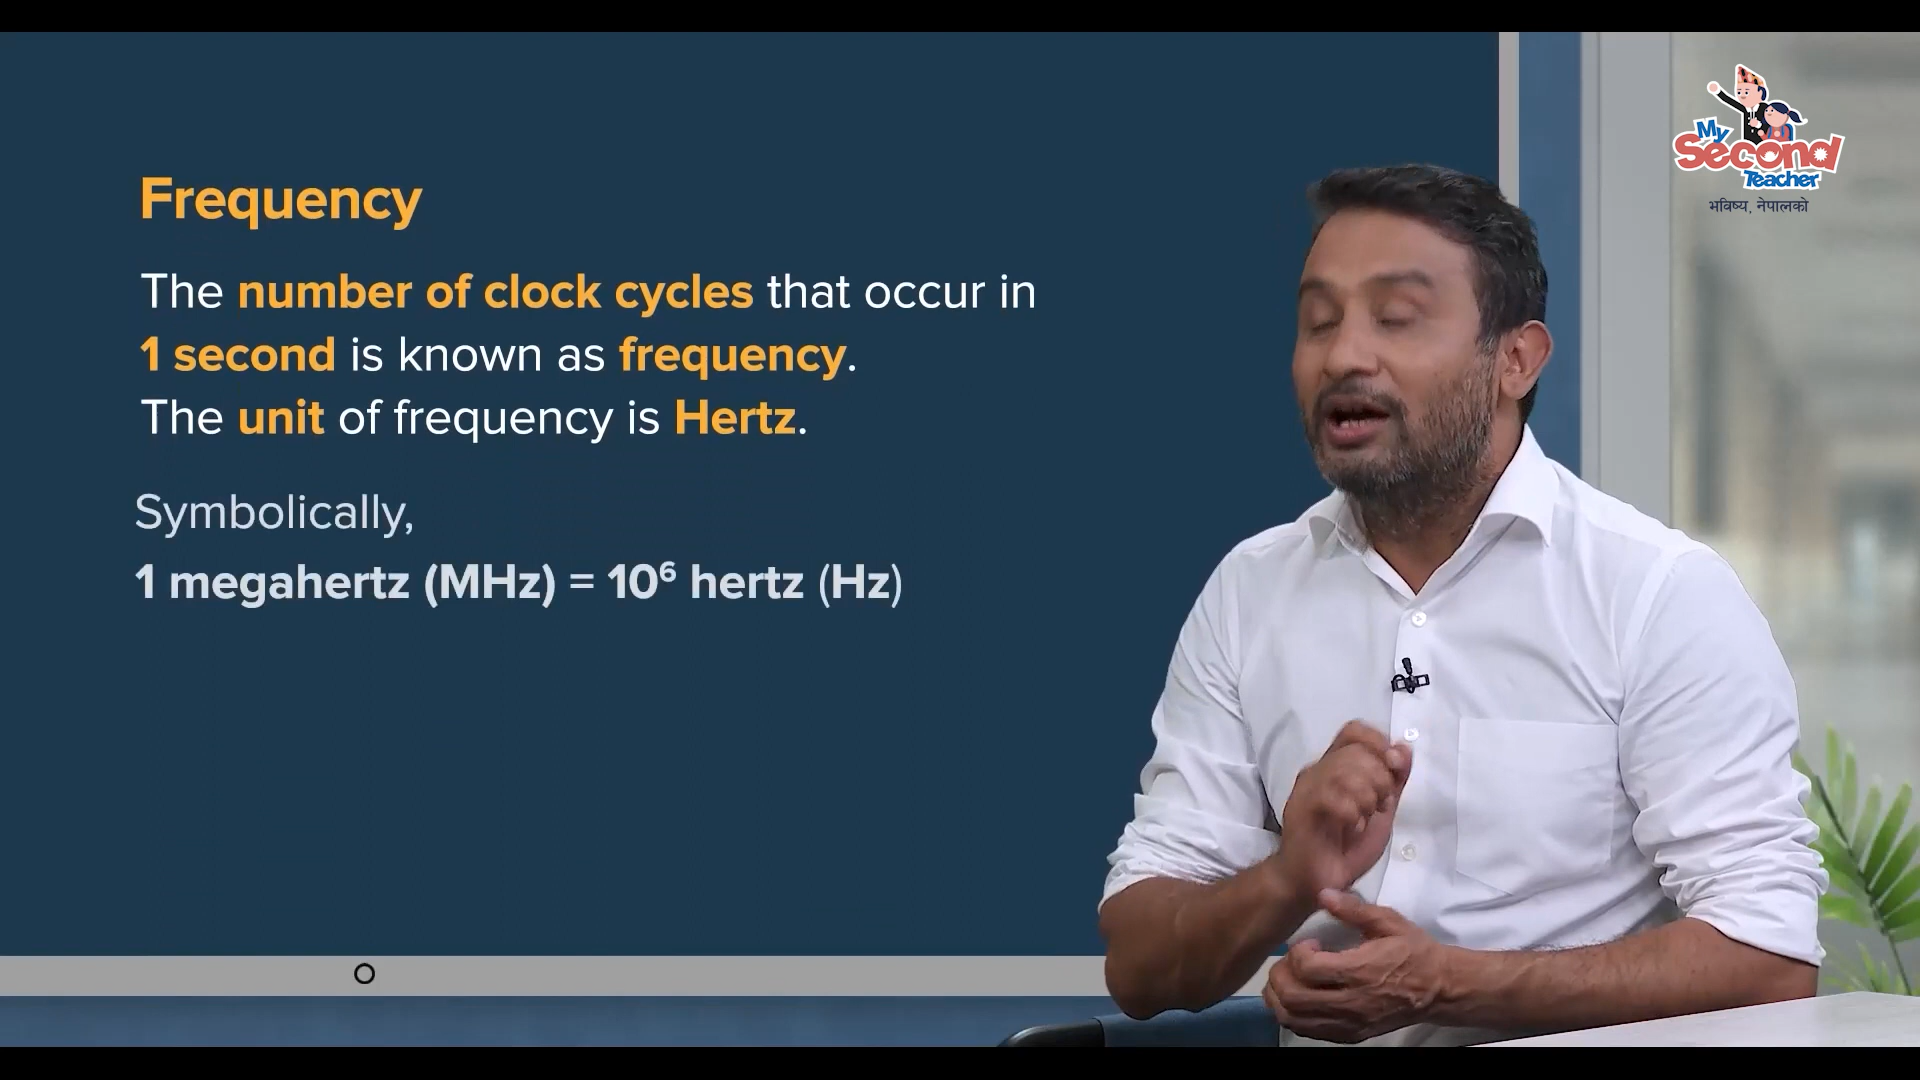 Frequency
The number of clock cycles that occur in
1 second is known as frequency.
The unit of frequency is Hertz.
Symbolically,
1 megahertz (MHz) = 10⁶ hertz (Hz)
My
Second
Teacher
भविष्य, नेपालको